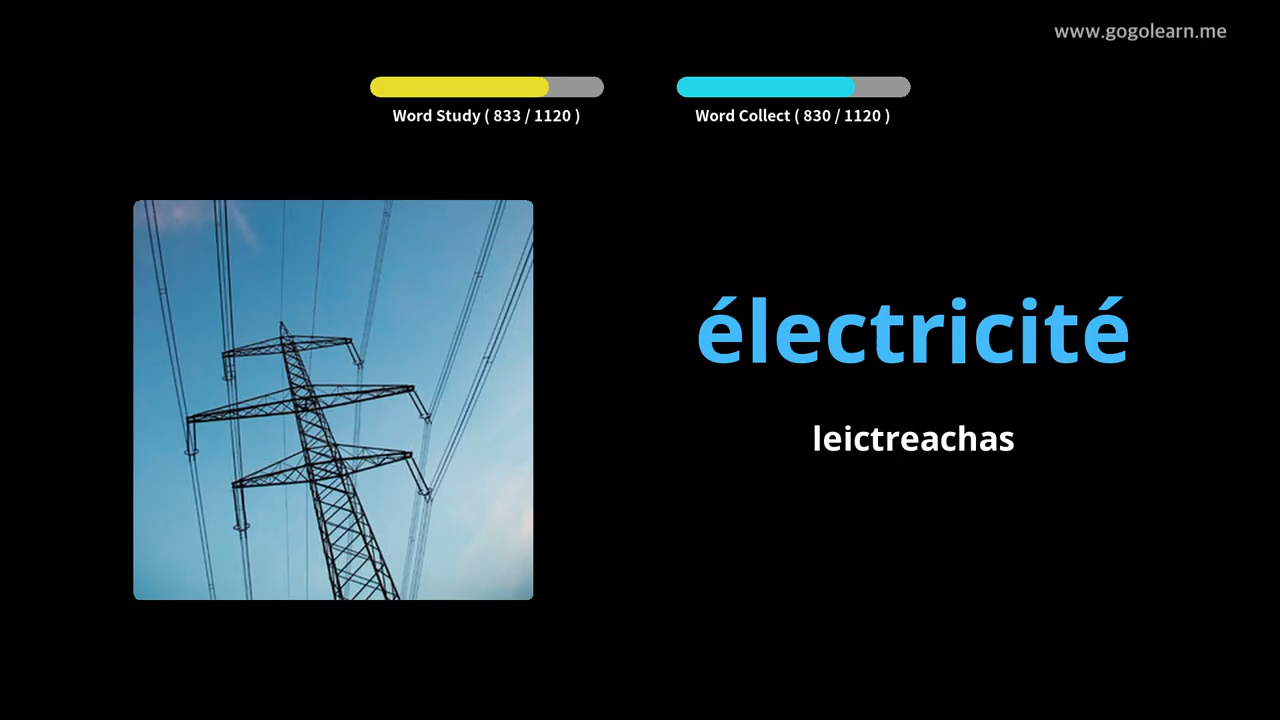 www.gogolearn.me
Word Study ( 833 / 1120 )
Word Collect ( 830 / 1120 )
électricité
leictreachas